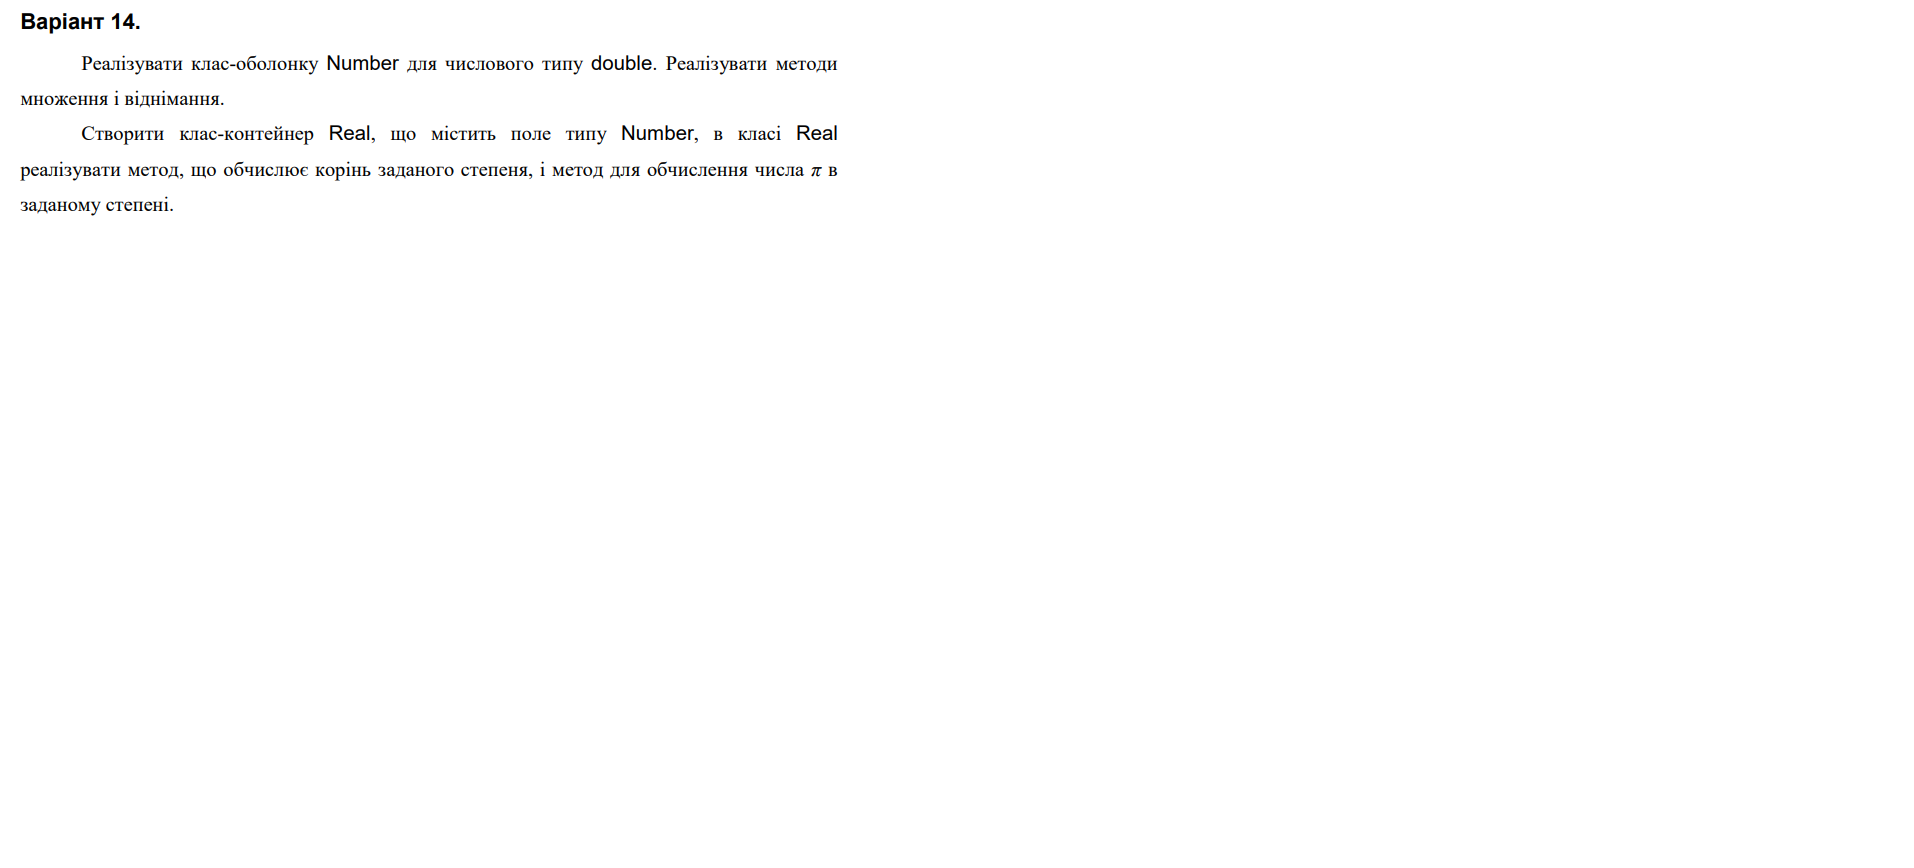 Варіант 14.
Реалізувати клас-оболонку Number для числового типу double. Реалізувати методи
множення і віднімання.
Створити клас-контейнер Real, що містить поле типу Number, в класі Real
реалізувати метод, що обчислює корінь заданого степеня, і метод для обчислення числа π в
заданому степені.